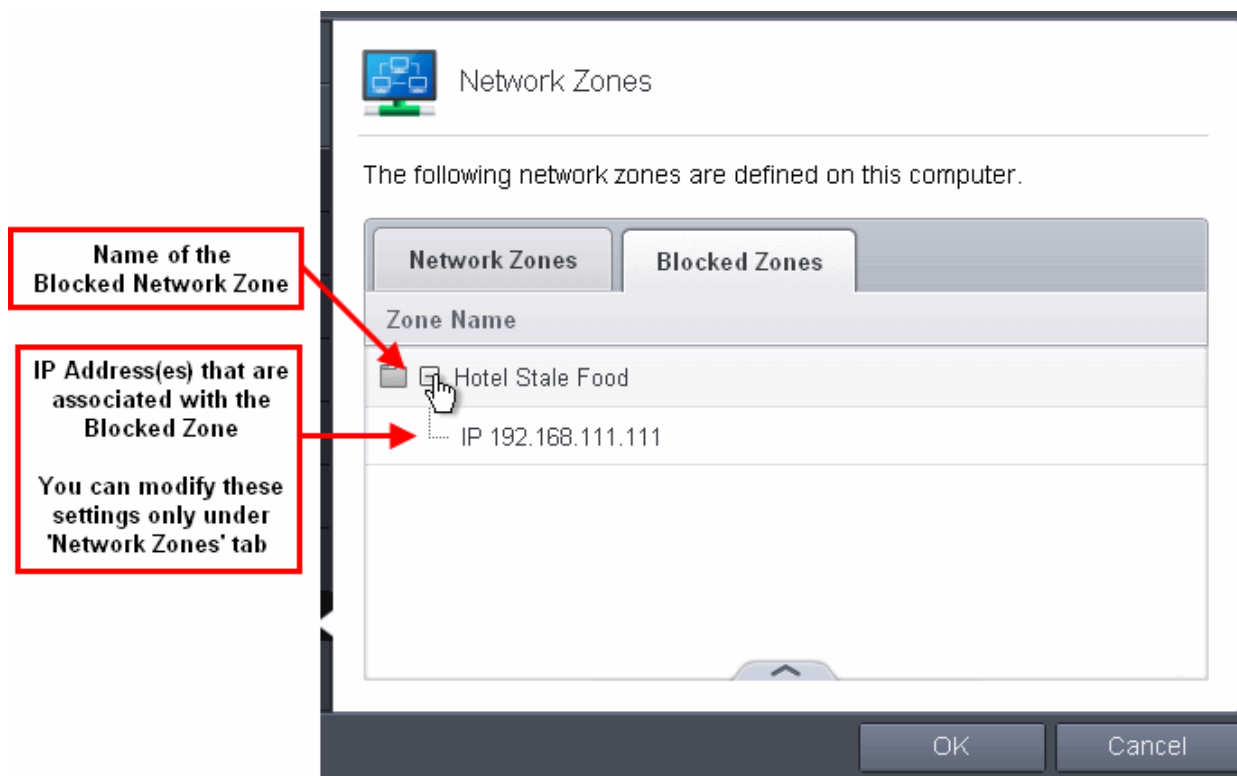 Network Zones
The following network zones are defined on this computer.
Name of the
Blocked Network Zone
Network Zones
Blocked Zones
Zone Name
IP Address(es) that are
associated with the
Blocked Zone
You can modify these
settings only under
'Network Zones' tab
Hotel Stale Food
IP 192.168.111.111
OK
Cancel